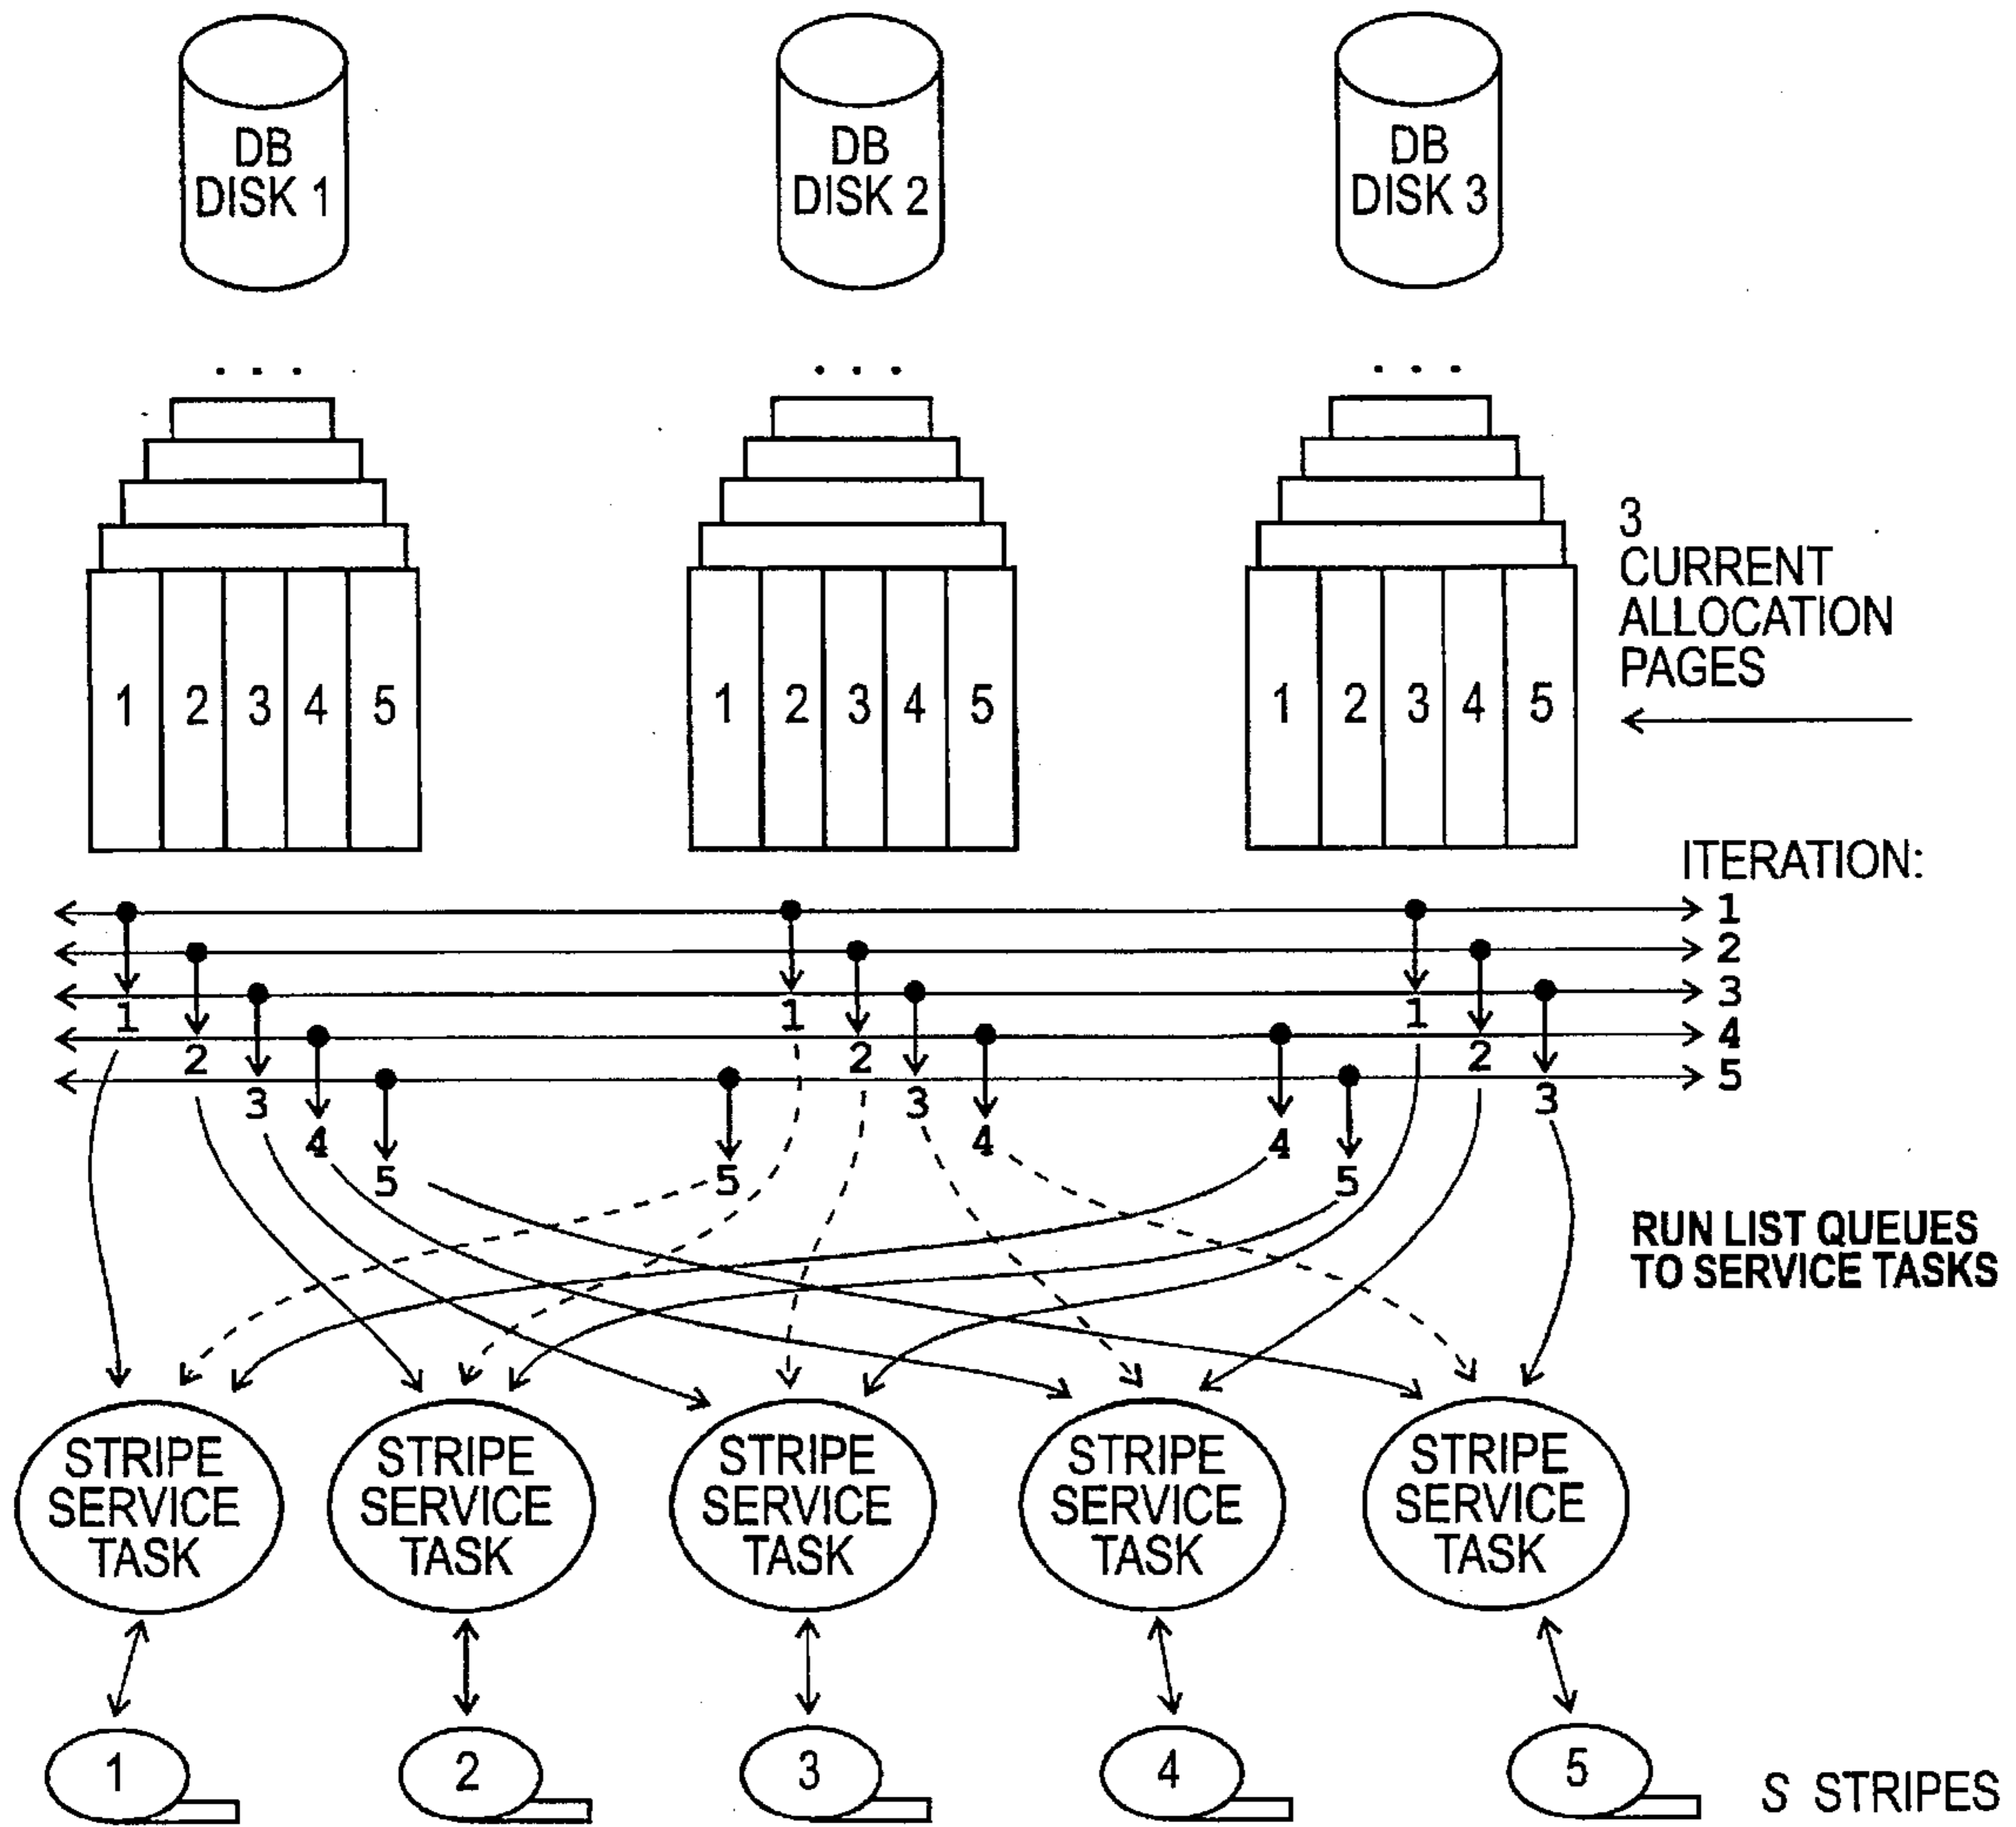 DB
DISK 1
DB
DISK 2
DB
DISK 3
. . .
. . .
. . .
3
CURRENT
ALLOCATION
PAGES
1 2 3 4 5
1 2 3 4 5
1 2 3 4 5
ITERATION:
1
2
3
4
5
1 1 1
2 2 2
3 3 3
4 4 4
5 5 5
RUN LIST QUEUES
TO SERVICE TASKS
STRIPE
SERVICE
TASK
STRIPE
SERVICE
TASK
STRIPE
SERVICE
TASK
STRIPE
SERVICE
TASK
STRIPE
SERVICE
TASK
1 2 3 4 5
S STRIPES